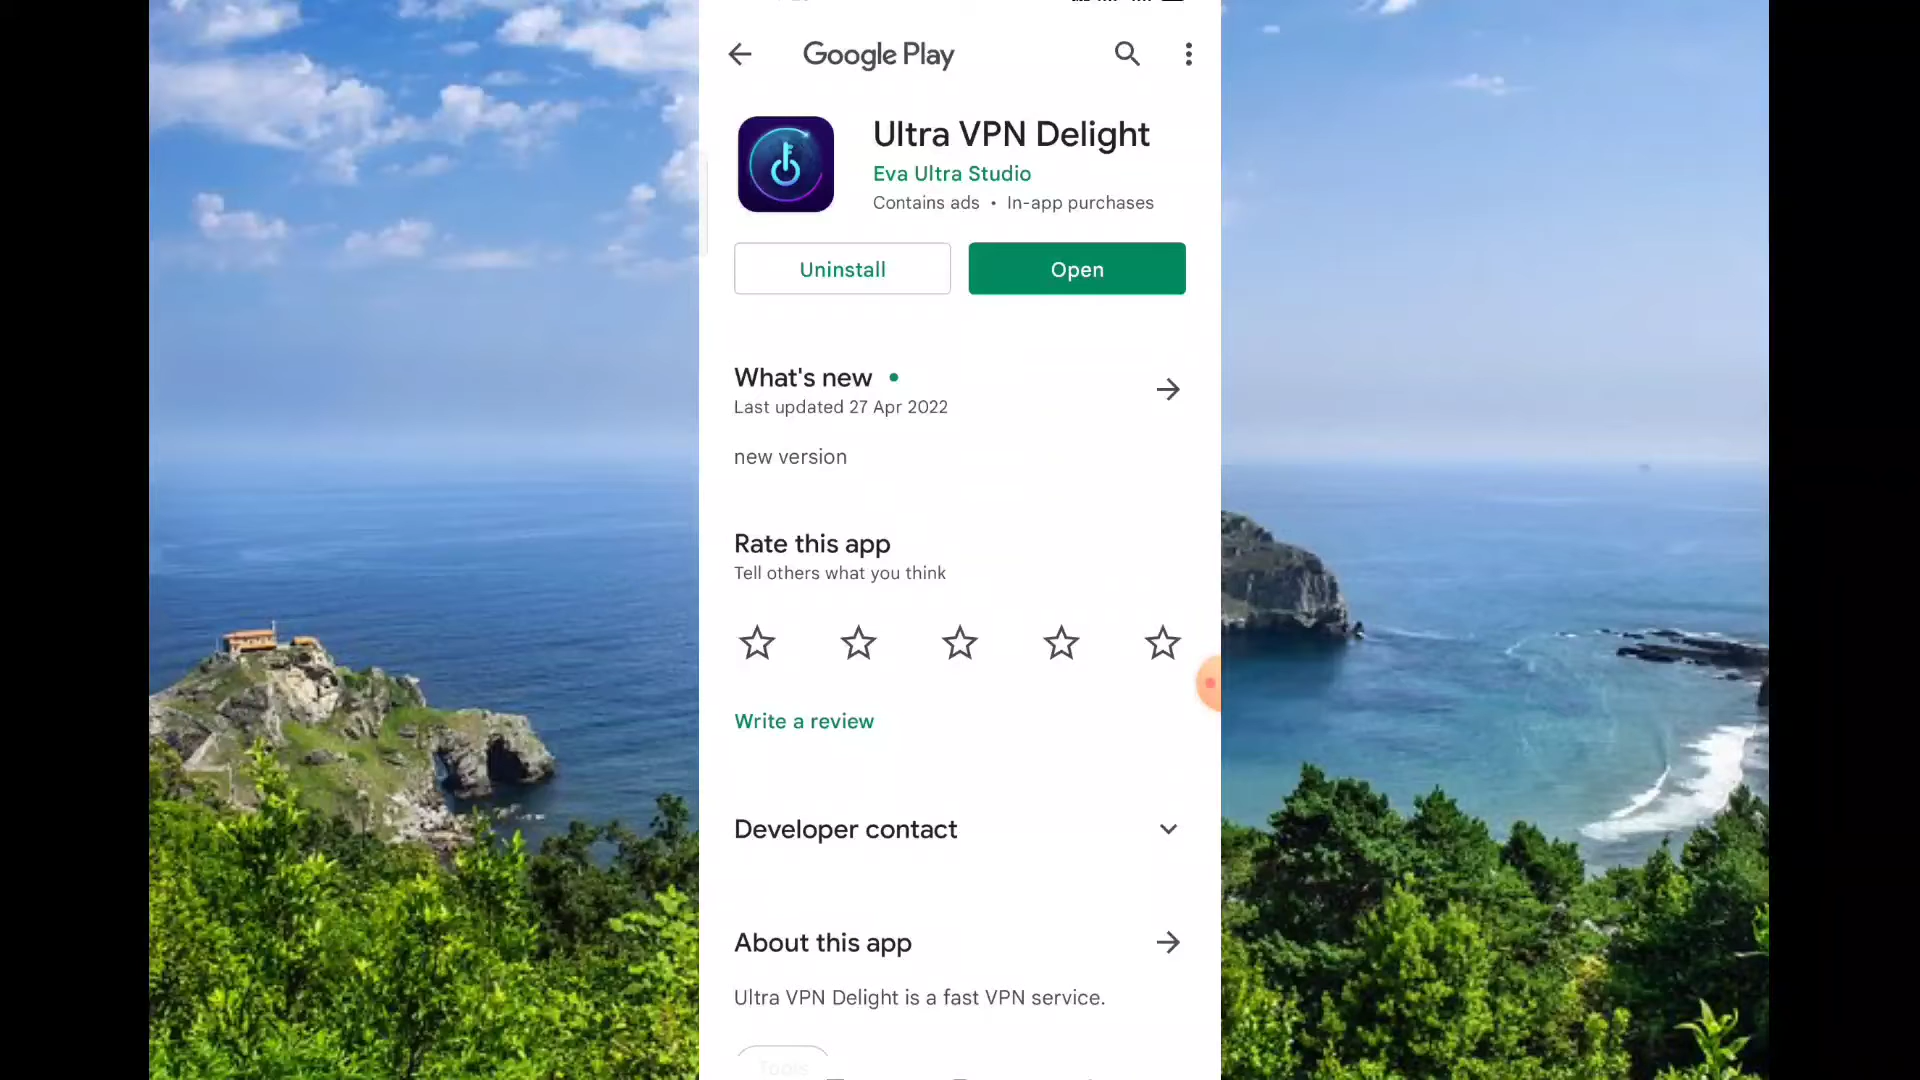 Google Play
Ultra VPN Delight
Eva Ultra Studio
Contains ads • In-app purchases
Uninstall
Open
What's new •
Last updated 27 Apr 2022
new version
Rate this app
Tell others what you think
Write a review
Developer contact
About this app
Ultra VPN Delight is a fast VPN service.
Tools